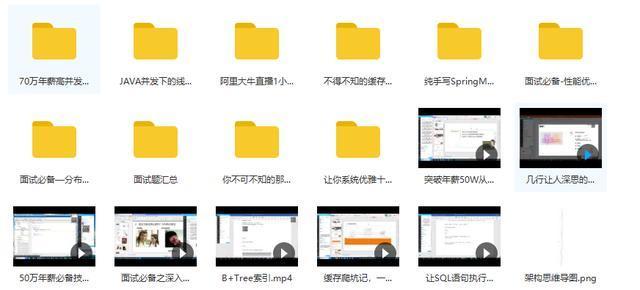 70万年薪高并发...
JAVA并发下的线...
阿里大牛直播1小...
不得不知的缓存...
纯手写SpringM...
面试必备-性能优...
面试必备—分布...
面试题汇总
你不可不知的那...
让你系统优雅十...
突破年薪50W从...
几行让人深思的...
50万年薪必备技...
面试必备之深入...
B+Tree索引.mp4
缓存爬坑记，一...
让SQL语句执行...
架构思维导图.png